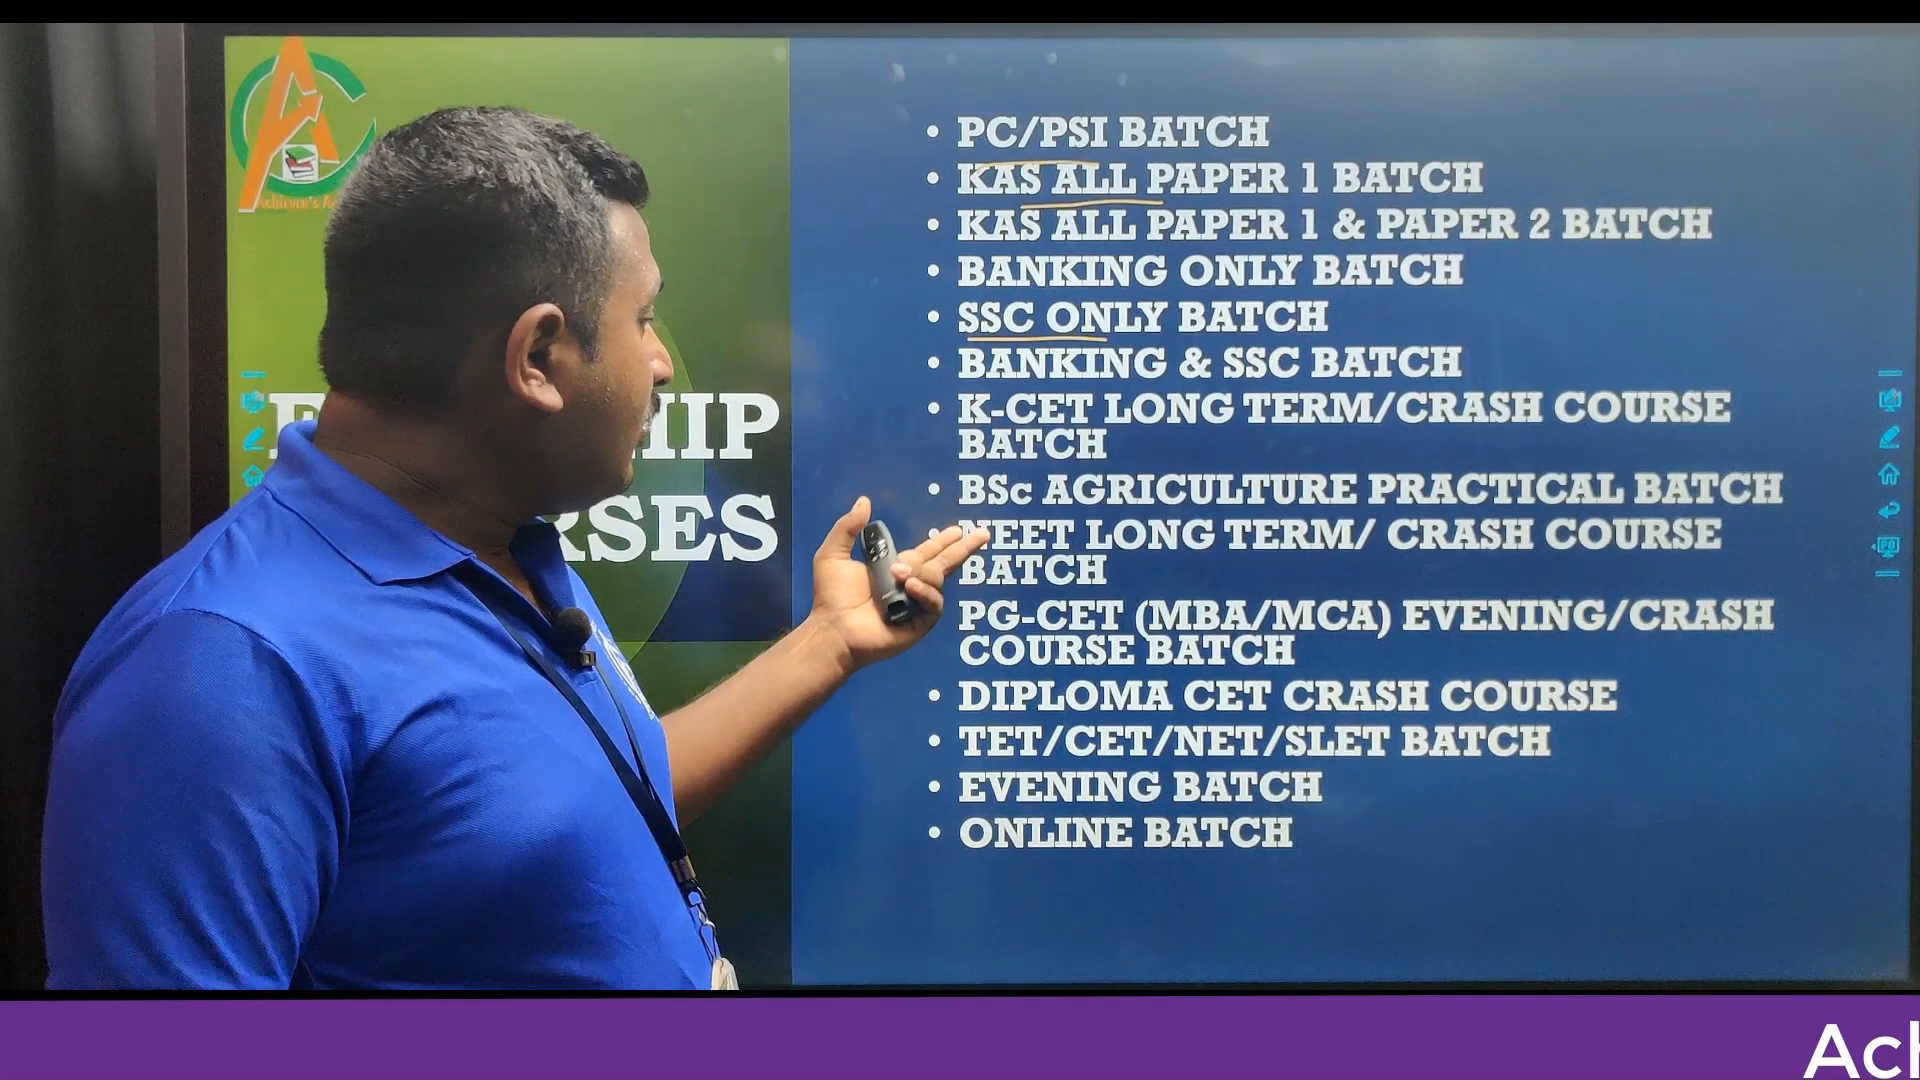 Achiever's
HIP
RSES
• PC/PSI BATCH
• KAS ALL PAPER 1 BATCH
• KAS ALL PAPER 1 & PAPER 2 BATCH
• BANKING ONLY BATCH
• SSC ONLY BATCH
• BANKING & SSC BATCH
• K-CET LONG TERM/CRASH COURSE
BATCH
• BSc AGRICULTURE PRACTICAL BATCH
• NEET LONG TERM/ CRASH COURSE
BATCH
PG-CET (MBA/MCA) EVENING/CRASH
COURSE BATCH
• DIPLOMA CET CRASH COURSE
• TET/CET/NET/SLET BATCH
• EVENING BATCH
• ONLINE BATCH
Ach